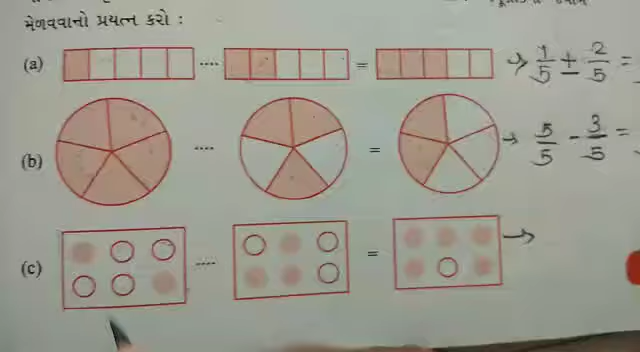 મેળવવાનો પ્રયત્ન કરો :
(a) .... = → 1/5 ± 2/5 =
(b) .... = → 5/5 - 3/5 =
(c) .... = →